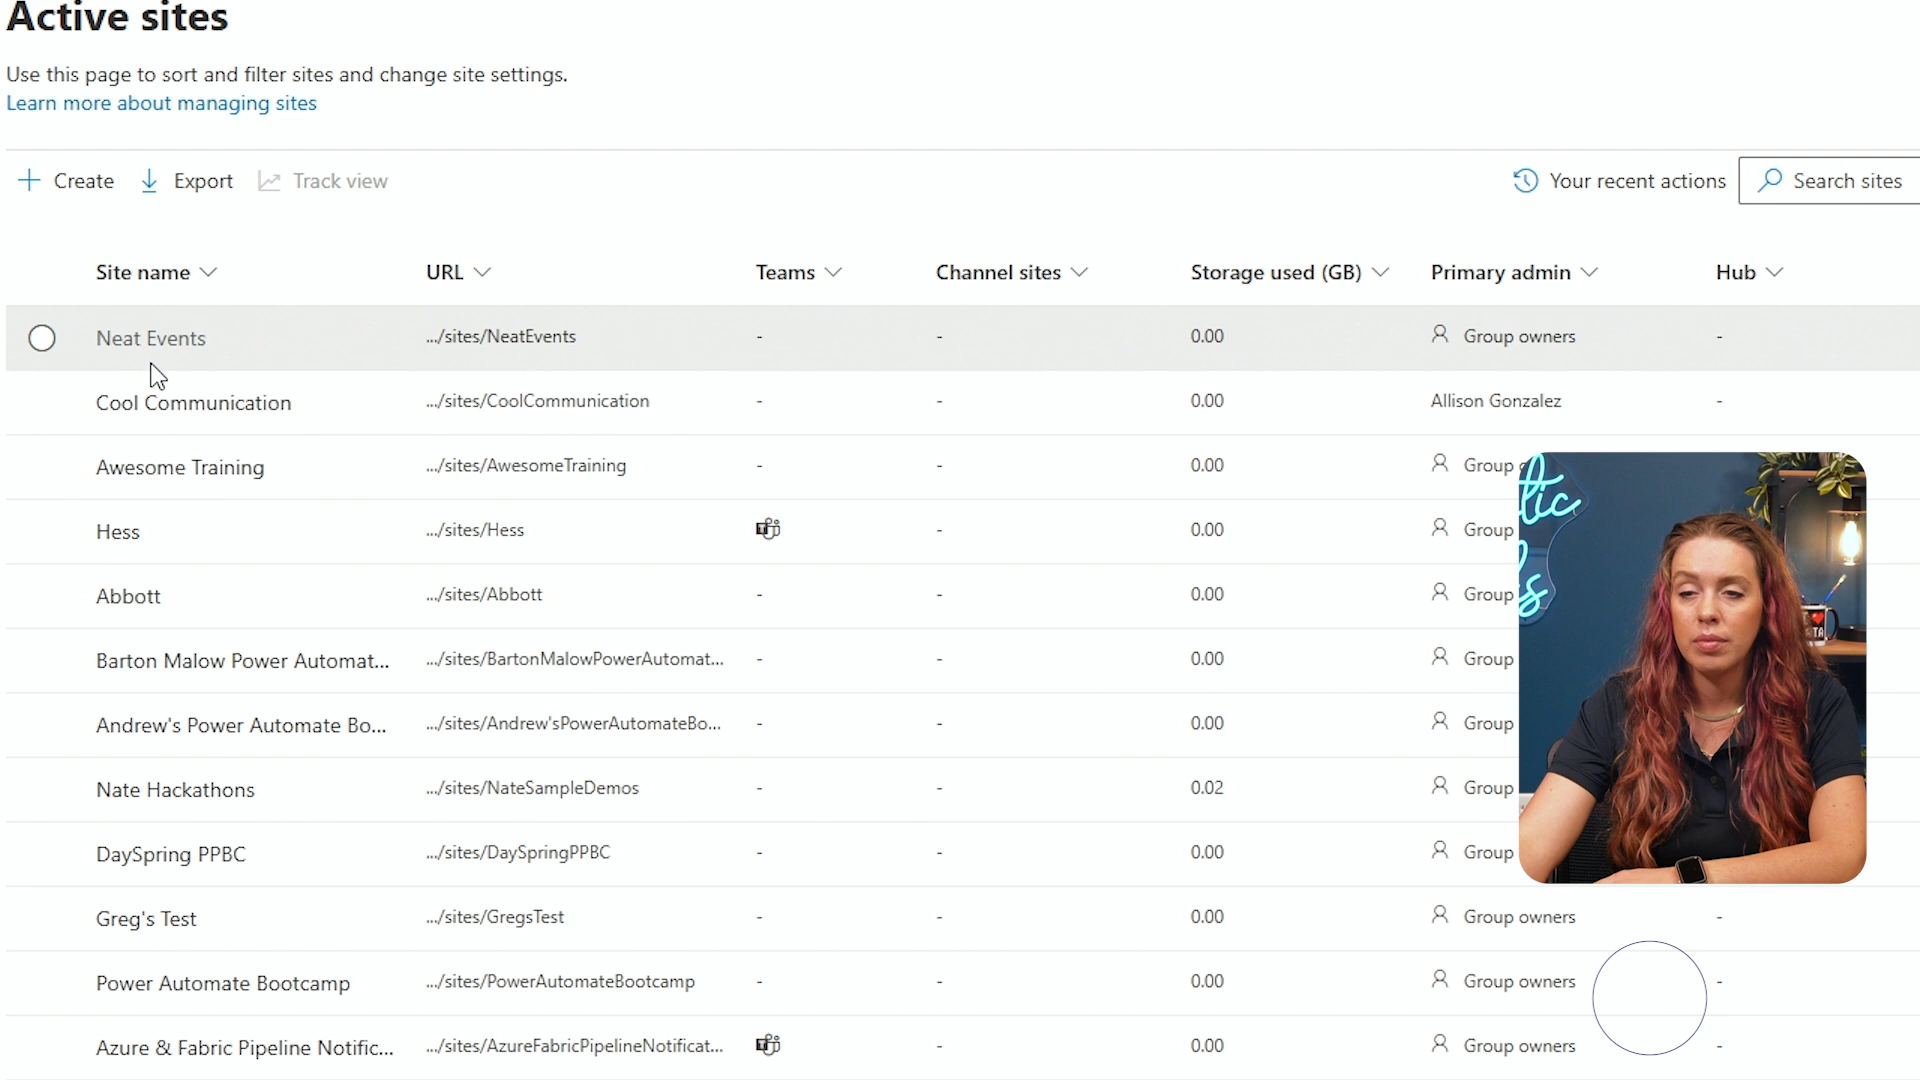 Active sites
Use this page to sort and filter sites and change site settings.
Learn more about managing sites
Create Export Track view Your recent actions Search sites
Site name URL Teams Channel sites Storage used (GB) Primary admin Hub
Neat Events .../sites/NeatEvents - - 0.00 Group owners -
Cool Communication .../sites/CoolCommunication - - 0.00 Allison Gonzalez -
Awesome Training .../sites/AwesomeTraining - - 0.00 Group
Hess .../sites/Hess - 0.00 Group
Abbott .../sites/Abbott - - 0.00 Group
Barton Malow Power Automat... .../sites/BartonMalowPowerAutomat... - - 0.00 Group
Andrew's Power Automate Bo... .../sites/Andrew'sPowerAutomateBo... - - 0.00 Group
Nate Hackathons .../sites/NateSampleDemos - - 0.02 Group
DaySpring PPBC .../sites/DaySpringPPBC - - 0.00 Group
Greg's Test .../sites/GregsTest - - 0.00 Group owners -
Power Automate Bootcamp .../sites/PowerAutomateBootcamp - - 0.00 Group owners -
Azure & Fabric Pipeline Notific... .../sites/AzureFabricPipelineNotificat... - 0.00 Group owners -
tic
s